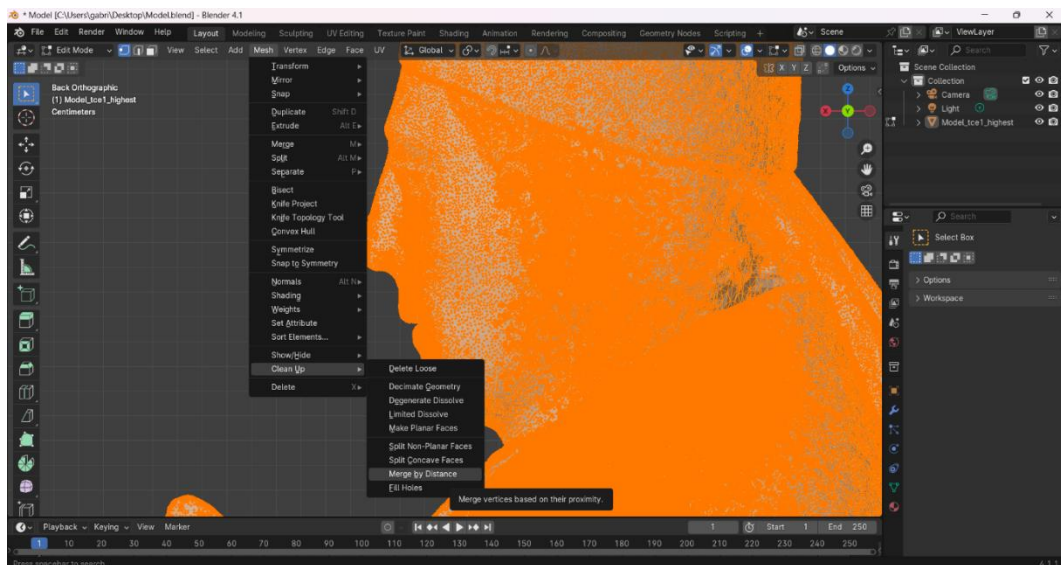 * Model [C:\Users\gabri\Desktop\Model.blend] - Blender 4.1
File Edit Render Window Help Layout Modeling Sculpting UV Editing Texture Paint Shading Animation Rendering Compositing Geometry Nodes Scripting + Scene ViewLayer
Edit Mode View Select Add Mesh Vertex Edge Face UV Global Search
X Y Z Options
Back Orthographic
(1) Model_tce1_highest
Centimeters
Transform
Mirror
Snap
Duplicate Shift D
Extrude Alt E
Merge M
Split Alt M
Separate P
Bisect
Knife Project
Knife Topology Tool
Convex Hull
Symmetrize
Snap to Symmetry
Normals Alt N
Shading
Weights
Set Attribute
Sort Elements...
Show/Hide
Clean Up
Delete X
Delete Loose
Decimate Geometry
Degenerate Dissolve
Limited Dissolve
Make Planar Faces
Split Non-Planar Faces
Split Concave Faces
Merge by Distance
Fill Holes
Merge vertices based on their proximity.
Y
Scene Collection
Collection
Camera
Light
Model_tce1_highest
Search
Select Box
Options
Workspace
Playback Keying View Marker 1 Start 1 End 250
1 10 20 30 40 50 60 70 80 90 100 110 120 130 140 150 160 170 180 190 200 210 220 230 240 250
Press spacebar to search
4.1.1